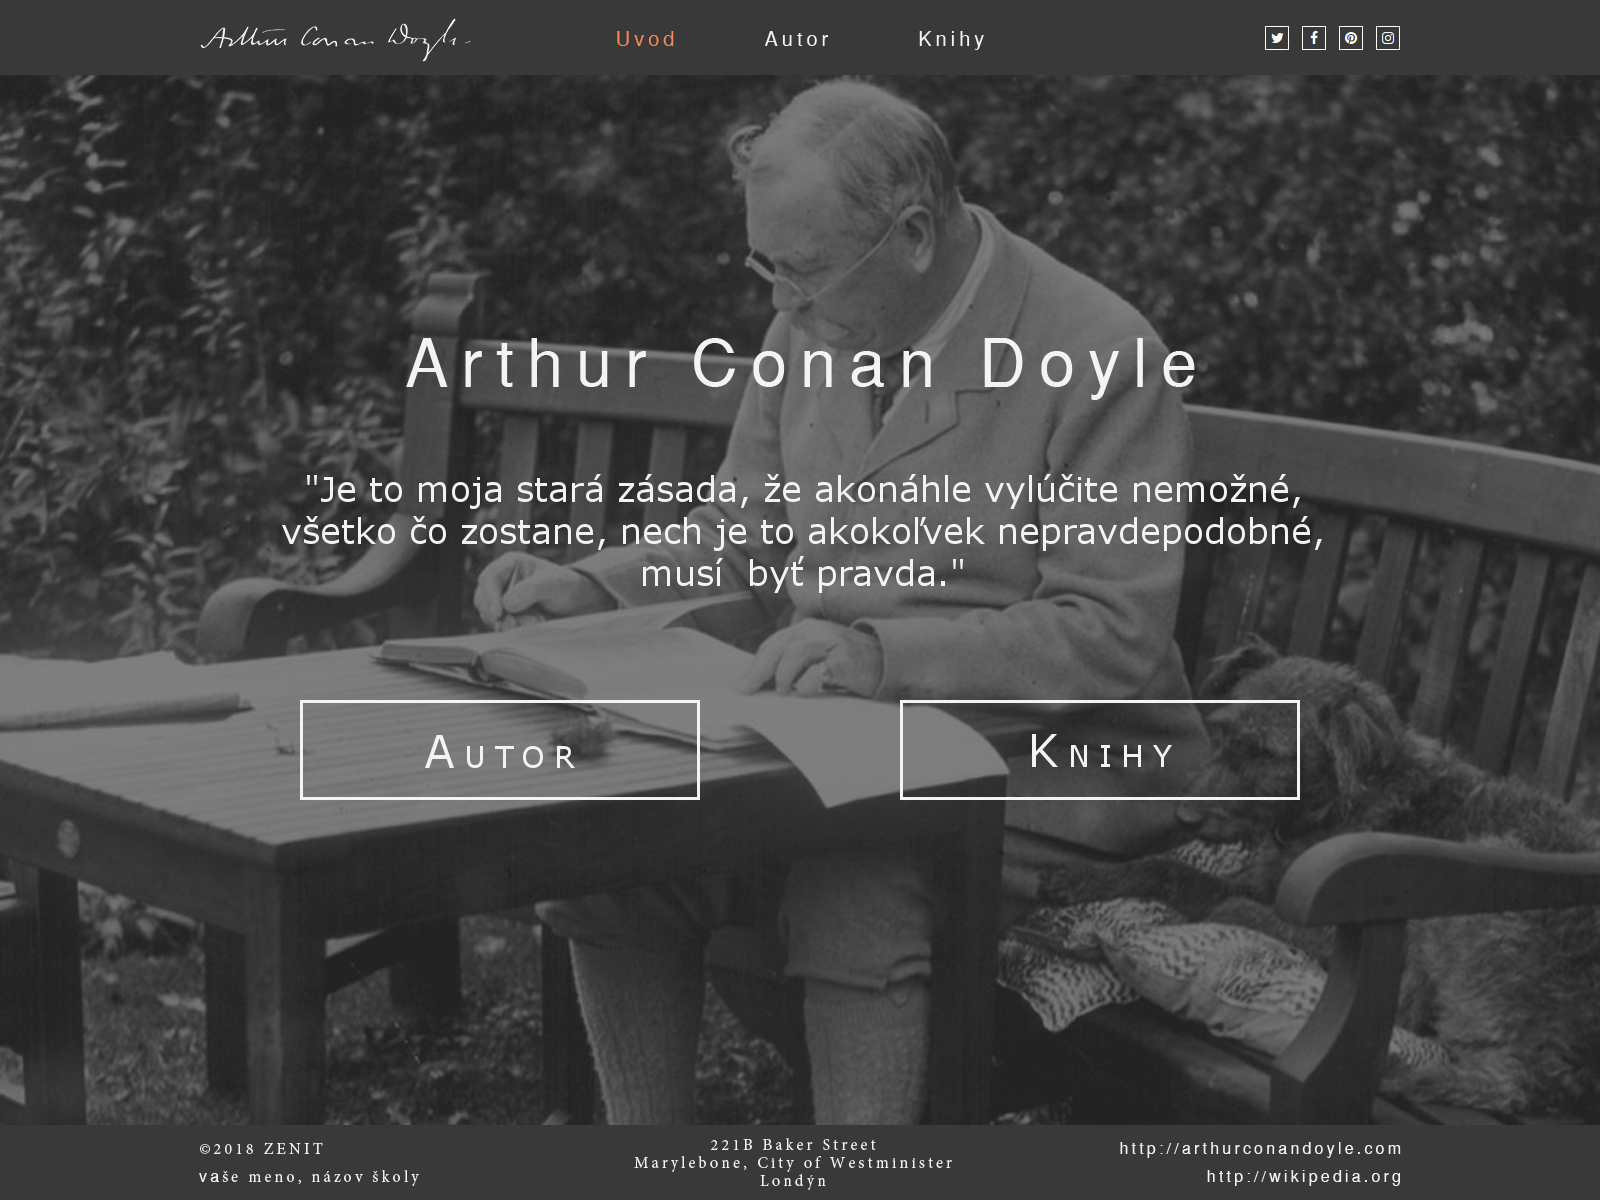 Arthur Conan Doyle
Uvod Autor Knihy
Arthur Conan Doyle
"Je to moja stará zásada, že akonáhle vylúčite nemožné,
všetko čo zostane, nech je to akokoľvek nepravdepodobné,
musí byť pravda."
Autor Knihy
©2018 ZENIT
vaše meno, názov školy
221B Baker Street
Marylebone, City of Westminister
Londýn
http://arthurconandoyle.com
http://wikipedia.org